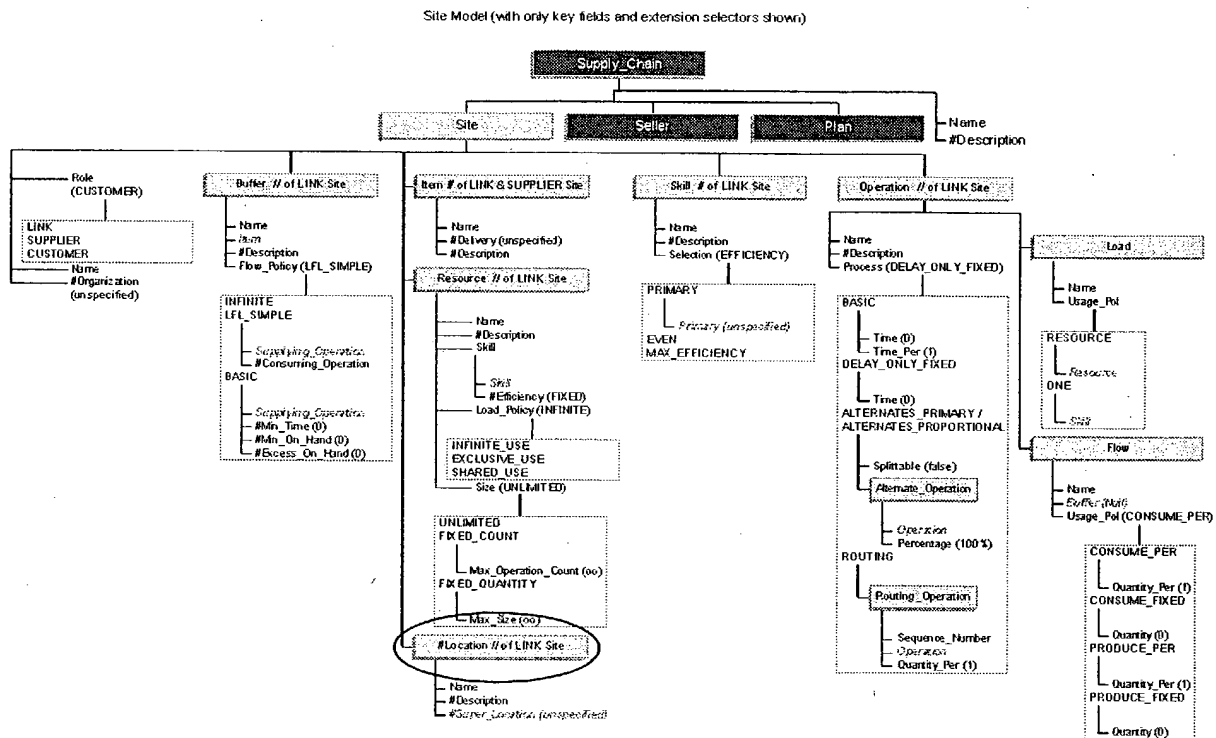 Site Model (with only key fields and extension selectors shown)
Supply_Chain
Site
Seller
Plan
Name
#Description
Role
(CUSTOMER)
LINK
SUPPLIER
CUSTOMER
Name
#Organization
(unspecified)
Buffer // of LINK Site
Name
Item
#Description
Flow_Policy (LFL_SIMPLE)
INFINITE
LFL_SIMPLE
Supplying_Operation
#Consuming_Operation
BASIC
Supplying_Operation
#Min_Time (0)
#Min_On_Hand (0)
#Excess_On_Hand (0)
Item # of LINK & SUPPLIER Site
Name
#Delivery (unspecified)
#Description
Resource // of LINK Site
Name
#Description
Skill
Skill
#Efficiency (FIXED)
Load_Policy (INFINITE)
INFINITE_USE
EXCLUSIVE_USE
SHARED_USE
Size (UNLIMITED)
UNLIMITED
FIXED_COUNT
Max_Operation_Count (oo)
FIXED_QUANTITY
Max_Size (oo)
#Location // of LINK Site
Name
#Description
#Super_Location (unspecified)
Skill # of LINK Site
Name
#Description
Selection (EFFICIENCY)
PRIMARY
Primary (unspecified)
EVEN
MAX_EFFICIENCY
Operation // of LINK Site
Name
#Description
Process (DELAY_ONLY_FIXED)
BASIC
Time (0)
Time_Per (1)
DELAY_ONLY_FIXED
Time (0)
ALTERNATES_PRIMARY /
ALTERNATES_PROPORTIONAL
Splittable (false)
Alternate_Operation
Operation
Percentage (100%)
ROUTING
Routing_Operation
Sequence_Number
Operation
Quantity_Per (1)
Load
Name
Usage_Pol
RESOURCE
Resource
ONE
Skill
Flow
Name
Buffer (Null)
Usage_Pol (CONSUME_PER)
CONSUME_PER
Quantity_Per (1)
CONSUME_FIXED
Quantity (0)
PRODUCE_PER
Quantity_Per (1)
PRODUCE_FIXED
Quantity (0)